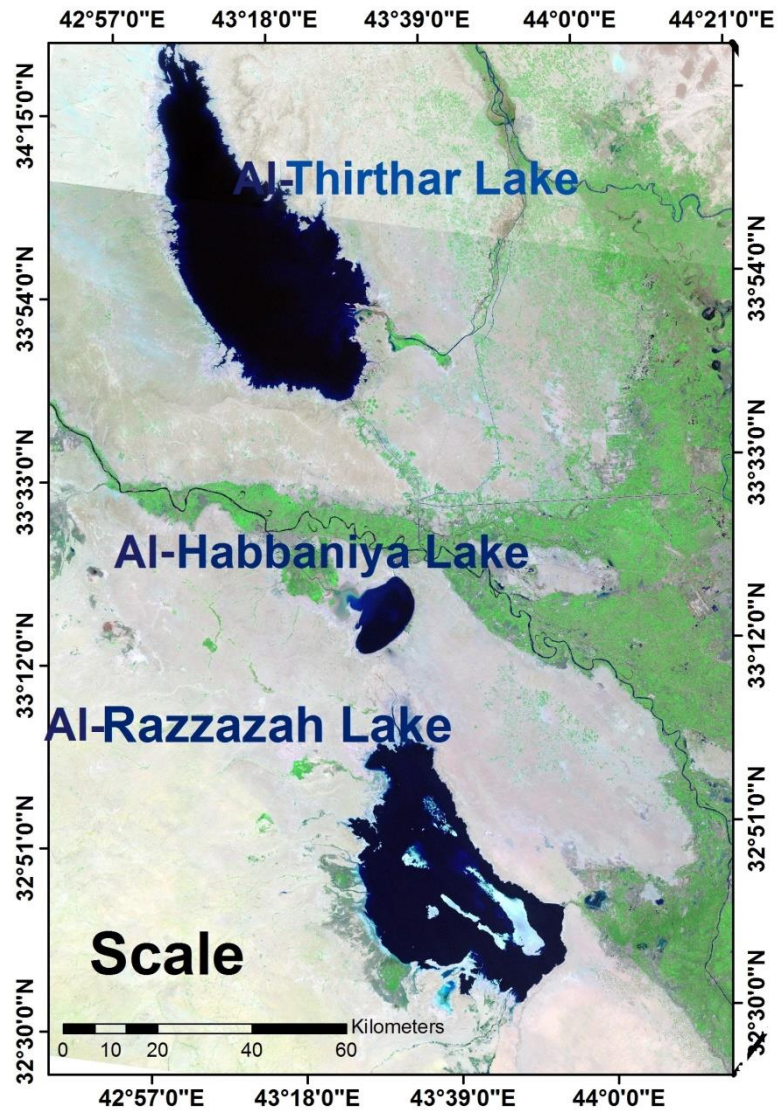 42°57'0"E 43°18'0"E 43°39'0"E 44°0'0"E 44°21'0"E
34°15'0"N
Al-Thirthar Lake
33°54'0"N
33°54'0"N
33°33'0"N
33°33'0"N
Al-Habbaniya Lake
33°12'0"N
33°12'0"N
Al-Razzazah Lake
32°51'0"N
32°51'0"N
Scale
32°30'0"N
32°30'0"N
Kilometers
0 10 20 40 60
42°57'0"E 43°18'0"E 43°39'0"E 44°0'0"E